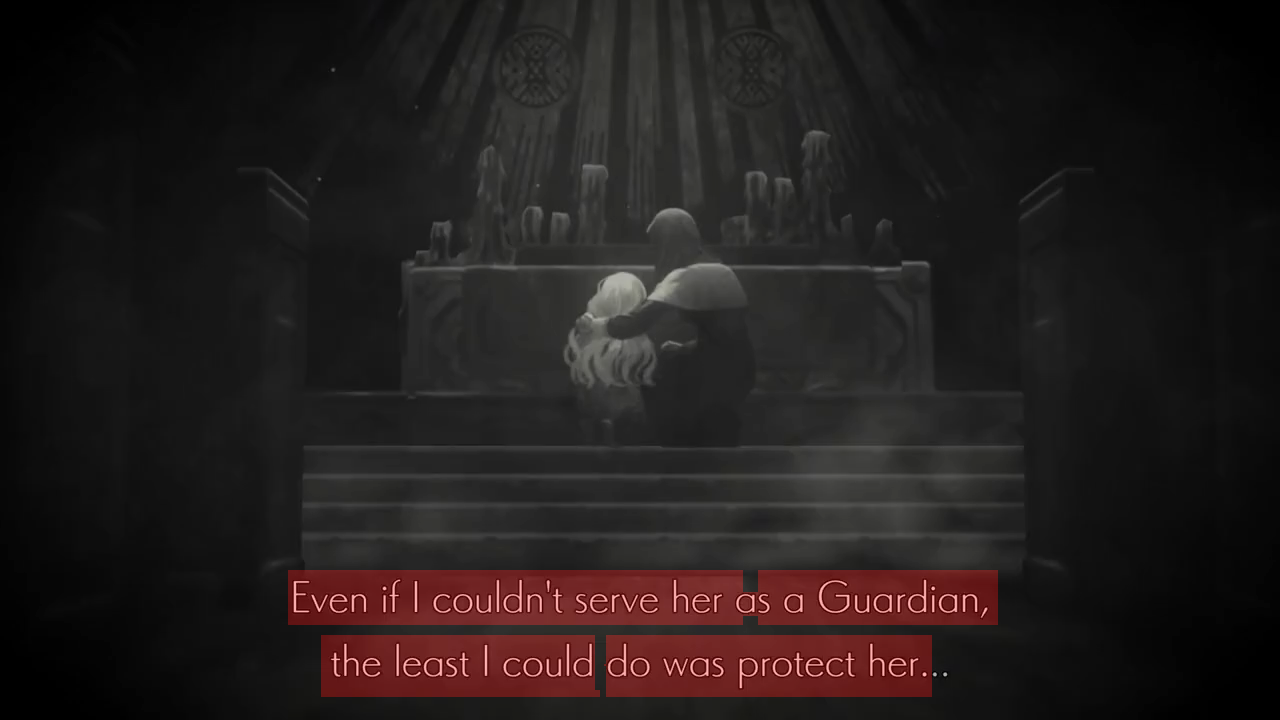 Even if I couldn't serve her as a Guardian,
the least I could do was protect her...